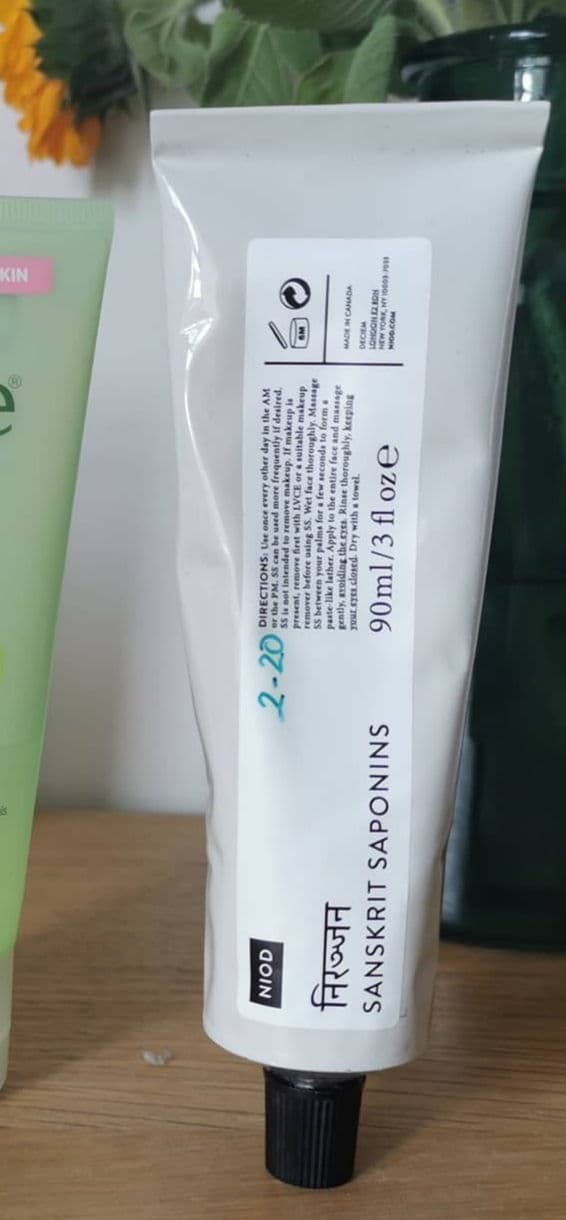 KIN
e®
NIOD
निरञ्जन
SANSKRIT SAPONINS
2-20
DIRECTIONS: Use once every other day in the AM
or the PM. SS can be used more frequently if desired.
SS is not intended to remove makeup. If makeup is
present, remove first with LVCE or a suitable makeup
remover before using SS. Wet face thoroughly. Massage
SS between your palms for a few seconds to form a
paste-like lather. Apply to the entire face and massage
gently, avoiding the eyes. Rinse thoroughly, keeping
your eyes closed. Dry with a towel.
90ml/3 fl oz e
6M
MADE IN CANADA
DECIEM
LONDON E2 8DN
NEW YORK, NY 10003-7035
NIOD.COM